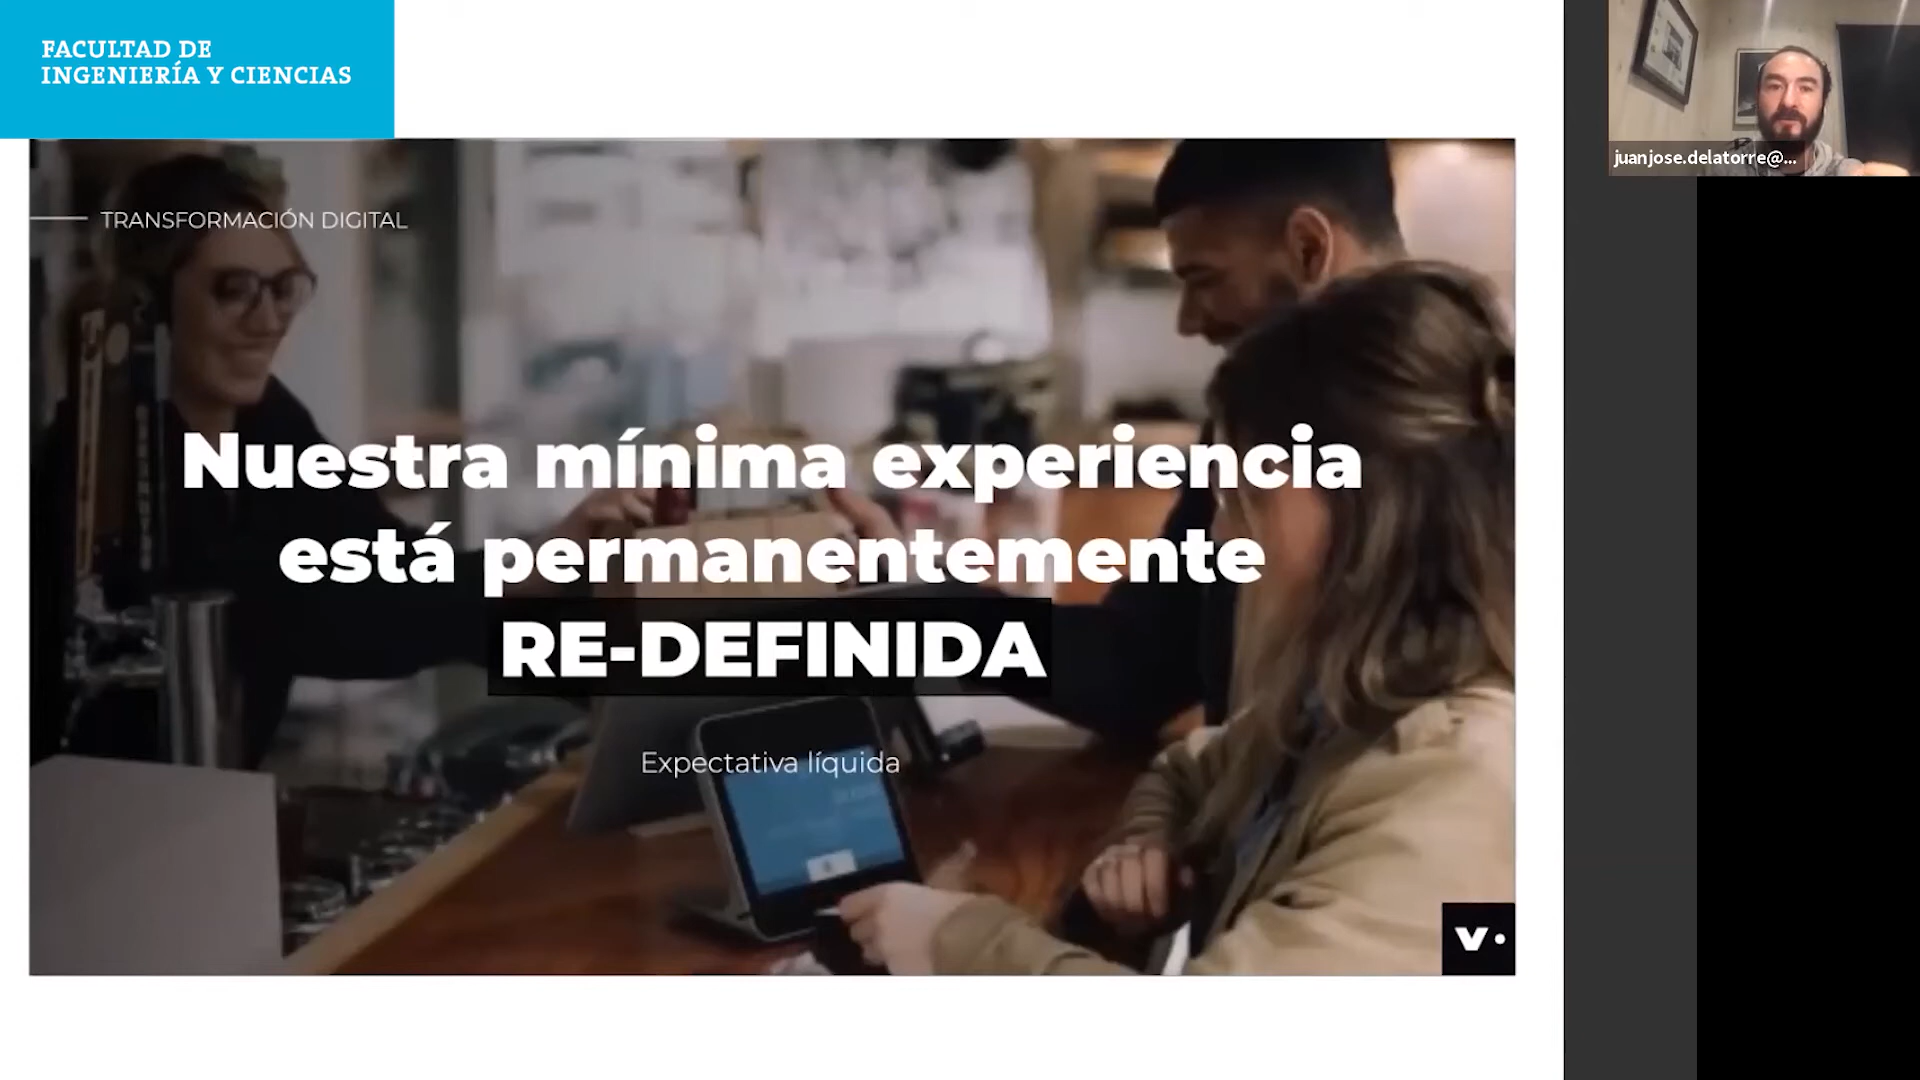 FACULTAD DE
INGENIERÍA Y CIENCIAS
juanjose.delatorre@...
TRANSFORMACIÓN DIGITAL
Nuestra mínima experiencia
está permanentemente
RE-DEFINIDA
Expectativa líquida
v.